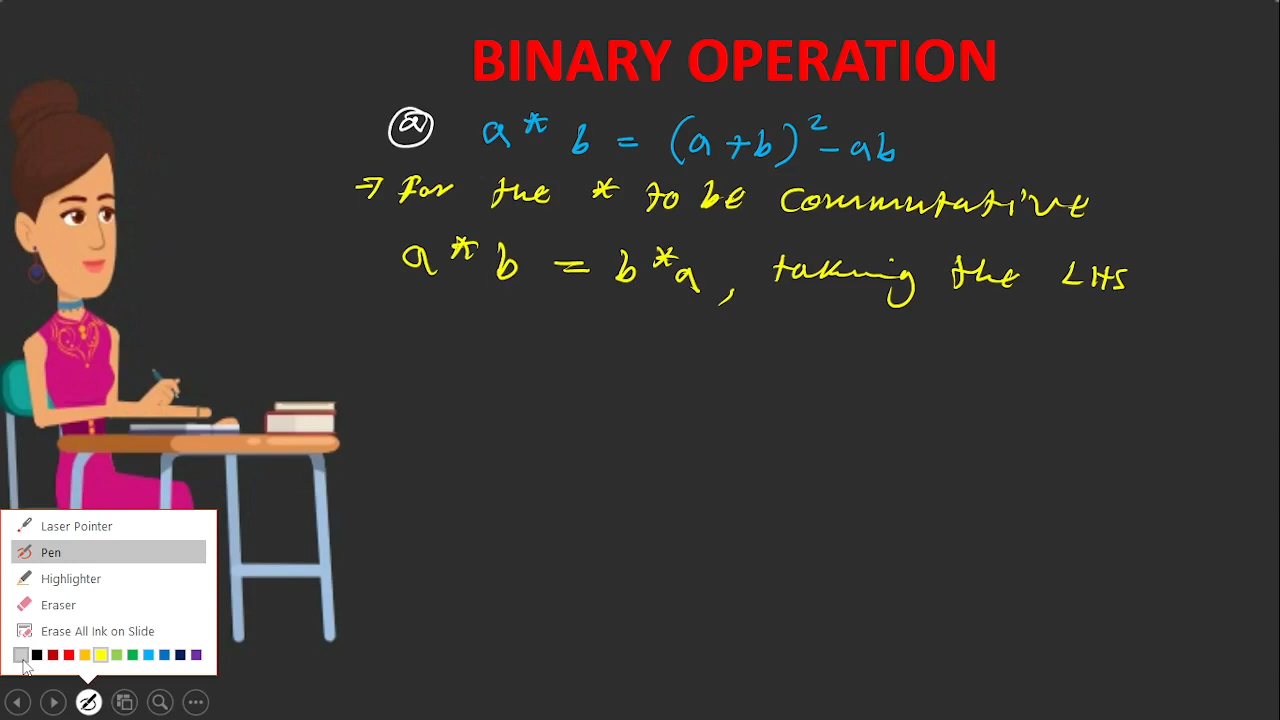 BINARY OPERATION
(a) a * b = (a+b)² - ab
→ For the * to be commutative
a * b = b * a, taking the LHS
Laser Pointer
Pen
Highlighter
Eraser
Erase All Ink on Slide